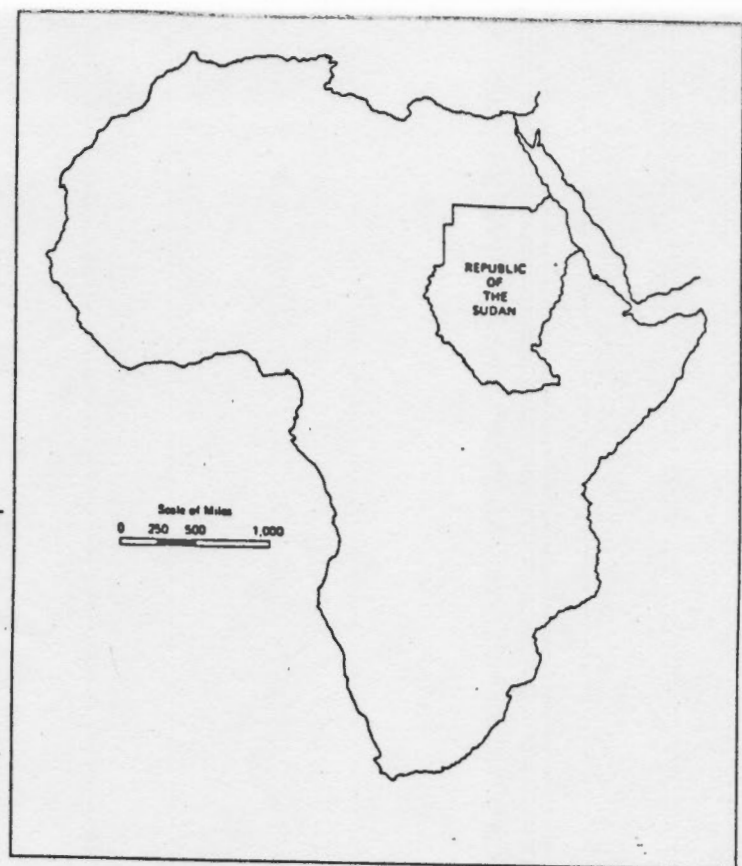 REPUBLIC
OF
THE
SUDAN
Scale of Miles
0 250 500 1,000